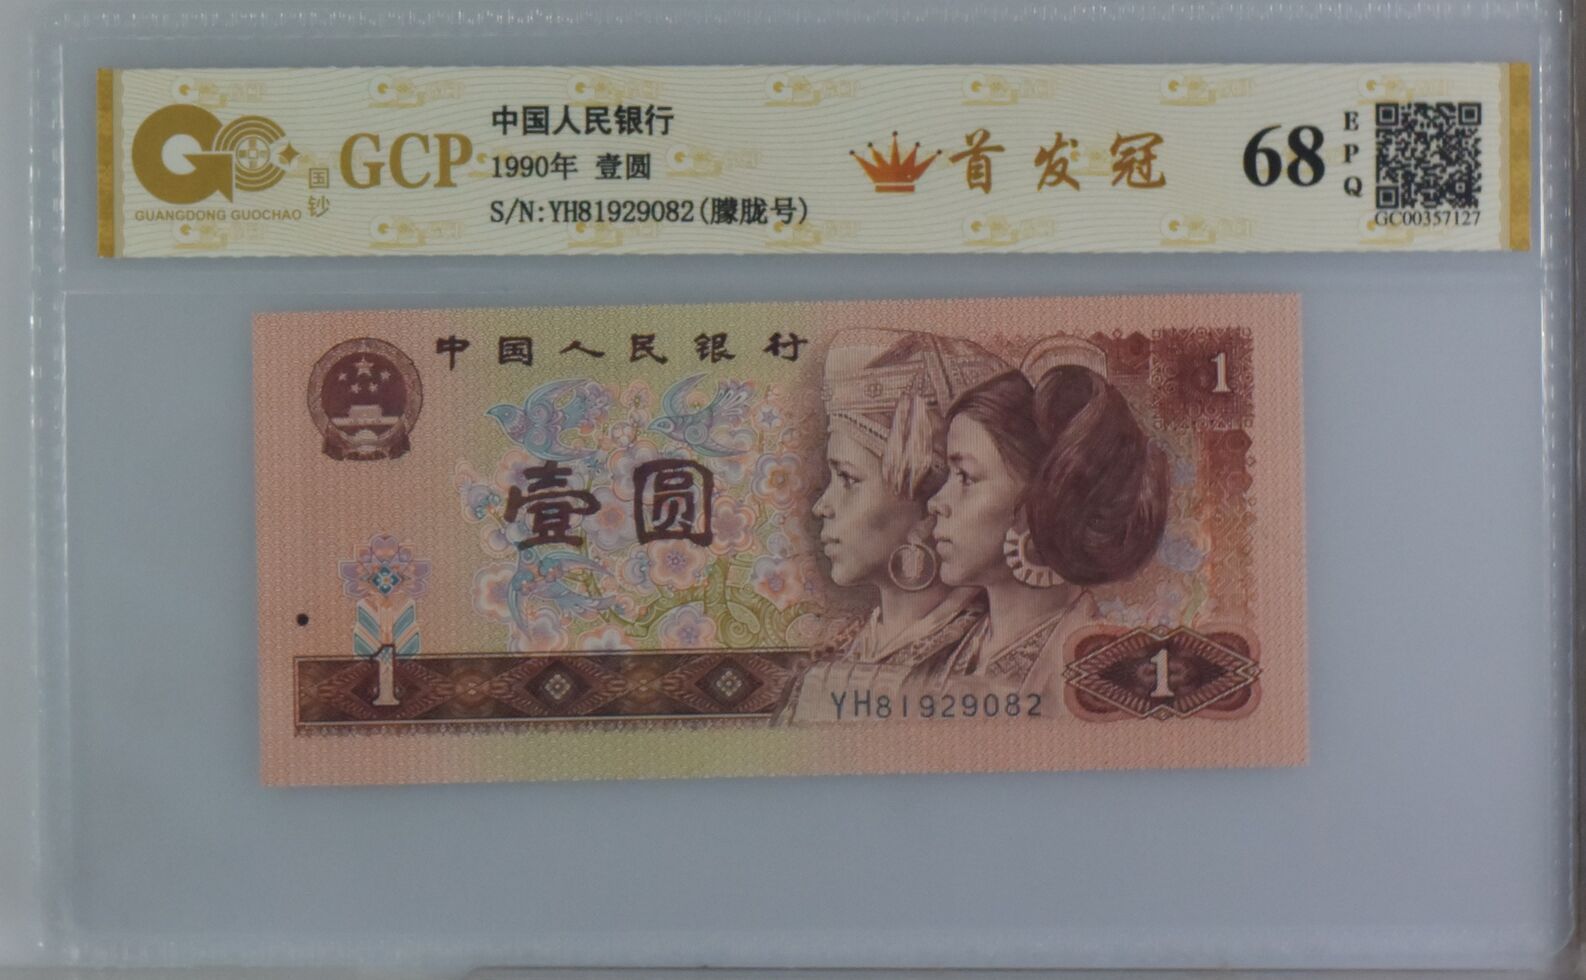 GCP
国钞
GUANGDONG GUOCHAO
中国人民银行
1990年 壹圆
S/N:YH81929082(朦胧号)
首发冠
68
EPQ
GC00357127
中国人民银行
1
壹圆
1
1
YH81929082